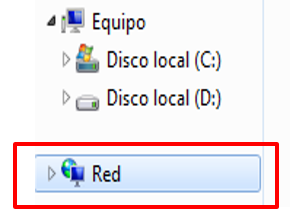 Equipo
Disco local (C:)
Disco local (D:)
Red